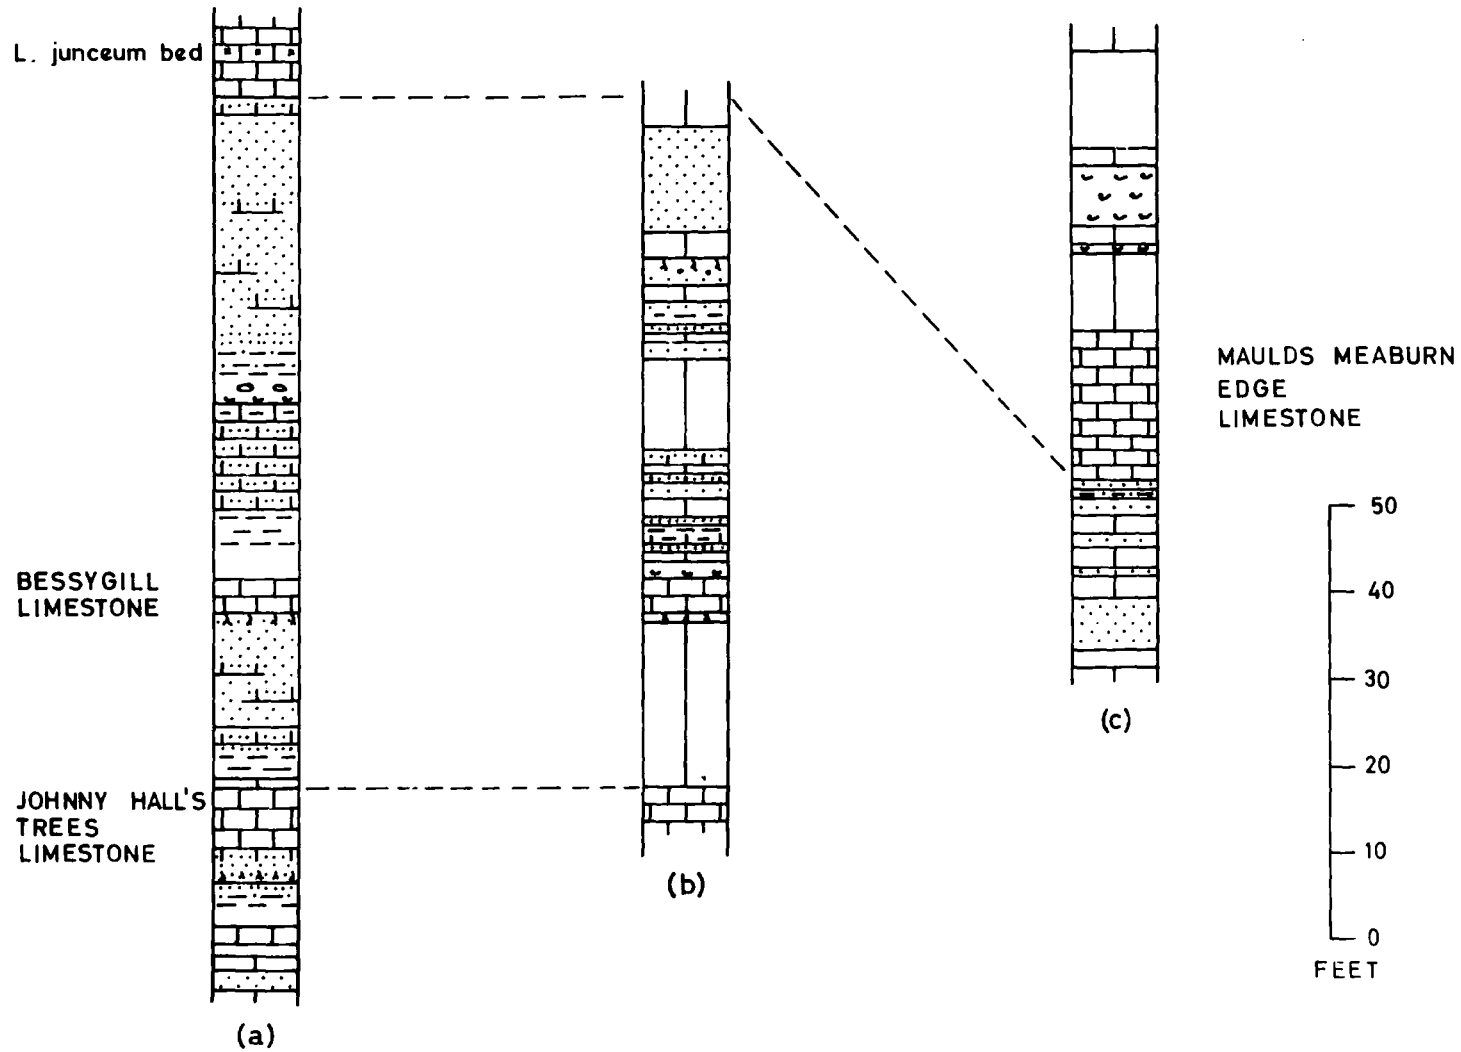 L. junceum bed
BESSYGILL
LIMESTONE
JOHNNY HALL'S
TREES
LIMESTONE
(a)
(b)
(c)
MAULDS MEABURN
EDGE
LIMESTONE
50
40
30
20
10
0
FEET